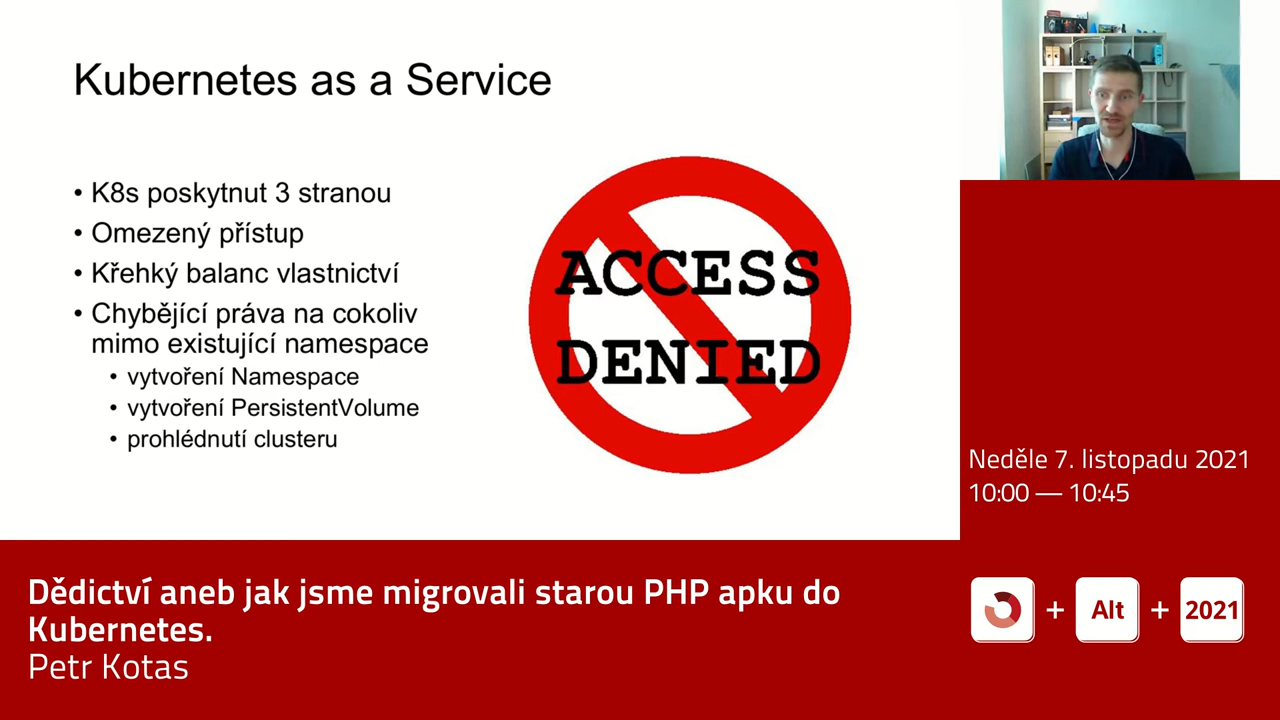 Kubernetes as a Service
• K8s poskytnut 3 stranou
• Omezený přístup
• Křehký balanc vlastnictví
• Chybějící práva na cokoliv
mimo existující namespace
• vytvoření Namespace
• vytvoření PersistentVolume
• prohlédnutí clusteru
ACCESS
DENIED
Neděle 7. listopadu 2021
10:00 — 10:45
Dědictví aneb jak jsme migrovali starou PHP apku do
Kubernetes.
Petr Kotas
+ Alt + 2021